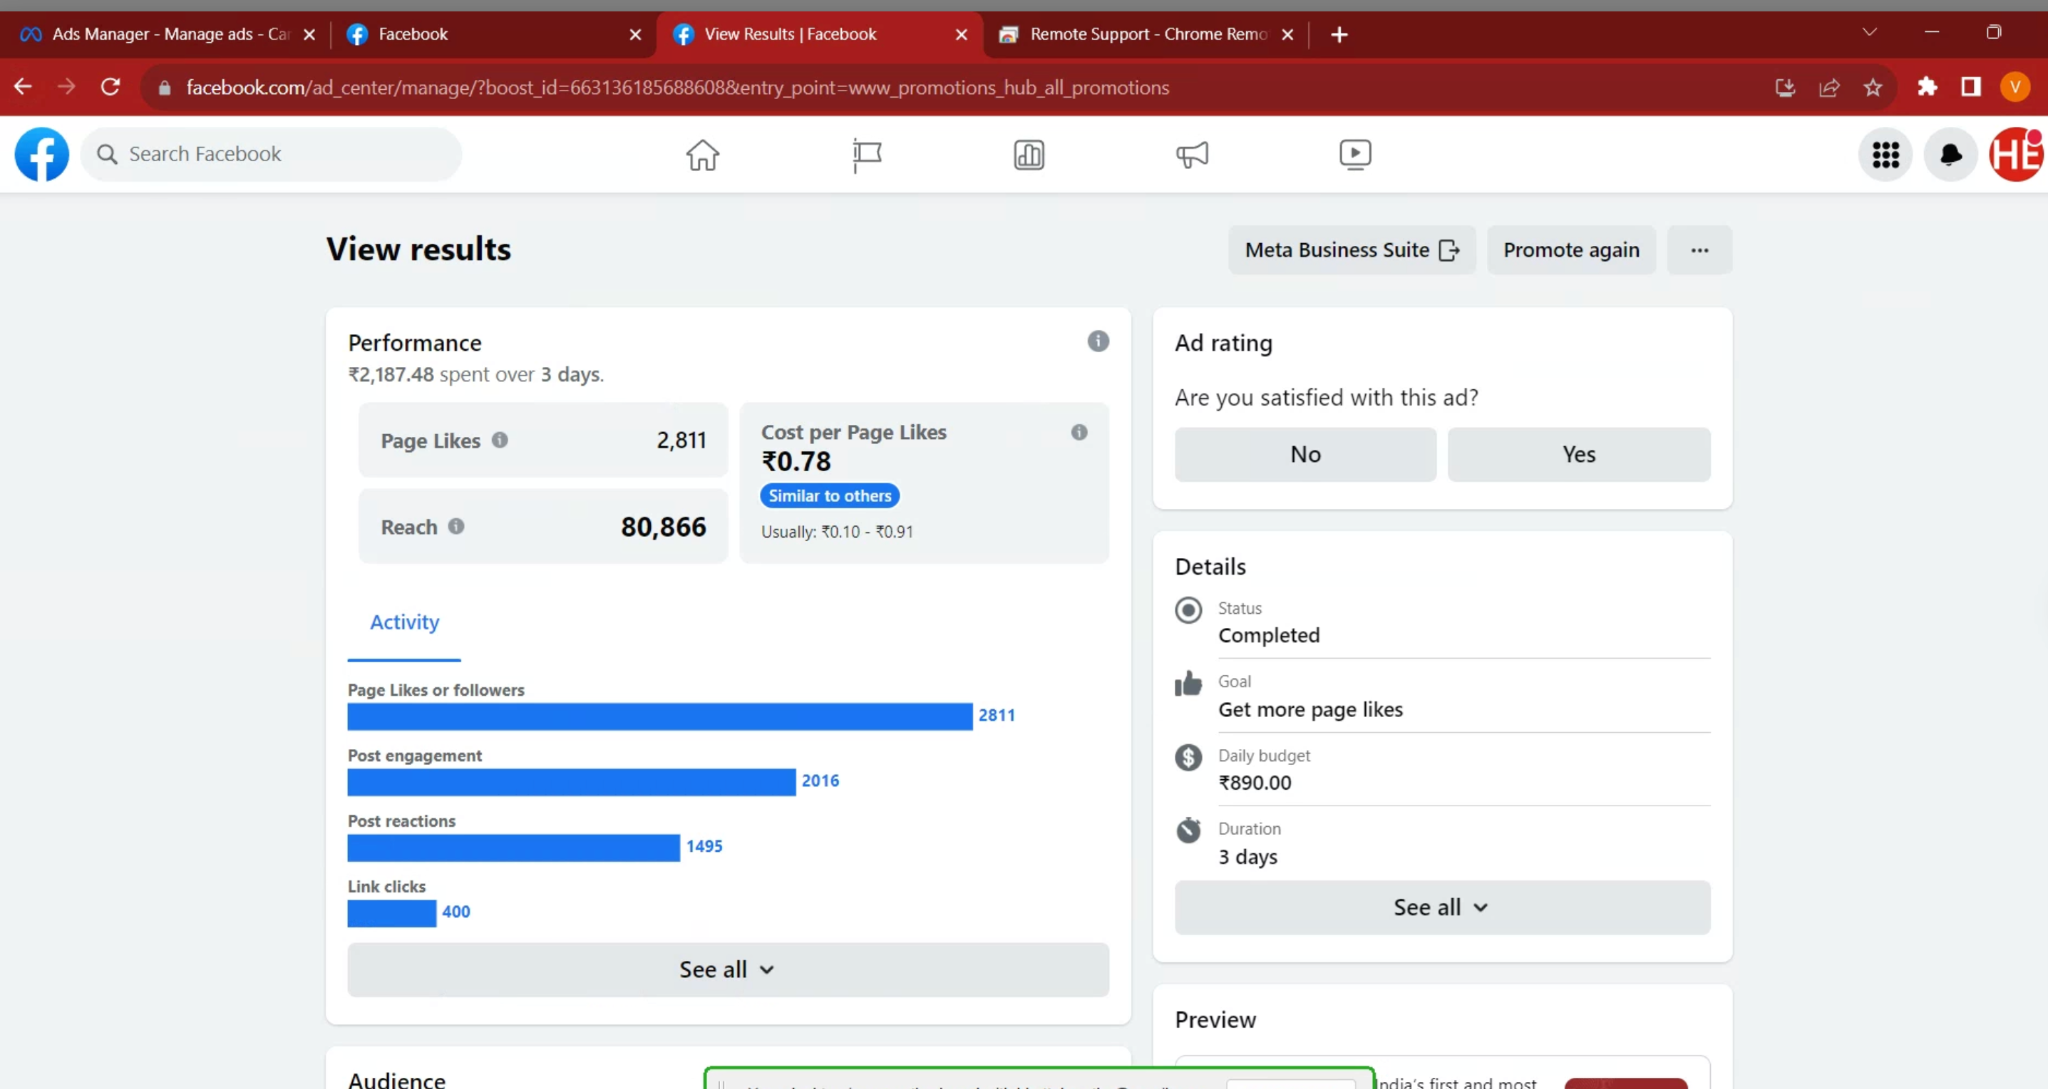 Ads Manager - Manage ads - Ca
Facebook
View Results | Facebook
Remote Support - Chrome Remo
facebook.com/ad_center/manage/?boost_id=663136185688608&entry_point=www_promotions_hub_all_promotions
V
Search Facebook
HE
View results
Meta Business Suite
Promote again
Performance
₹2,187.48 spent over 3 days.
Page Likes
2,811
Reach
80,866
Cost per Page Likes
₹0.78
Similar to others
Usually: ₹0.10 - ₹0.91
Activity
Page Likes or followers
2811
Post engagement
2016
Post reactions
1495
Link clicks
400
See all
Audience
Ad rating
Are you satisfied with this ad?
No
Yes
Details
Status
Completed
Goal
Get more page likes
Daily budget
₹890.00
Duration
3 days
See all
Preview
ndia's first and most